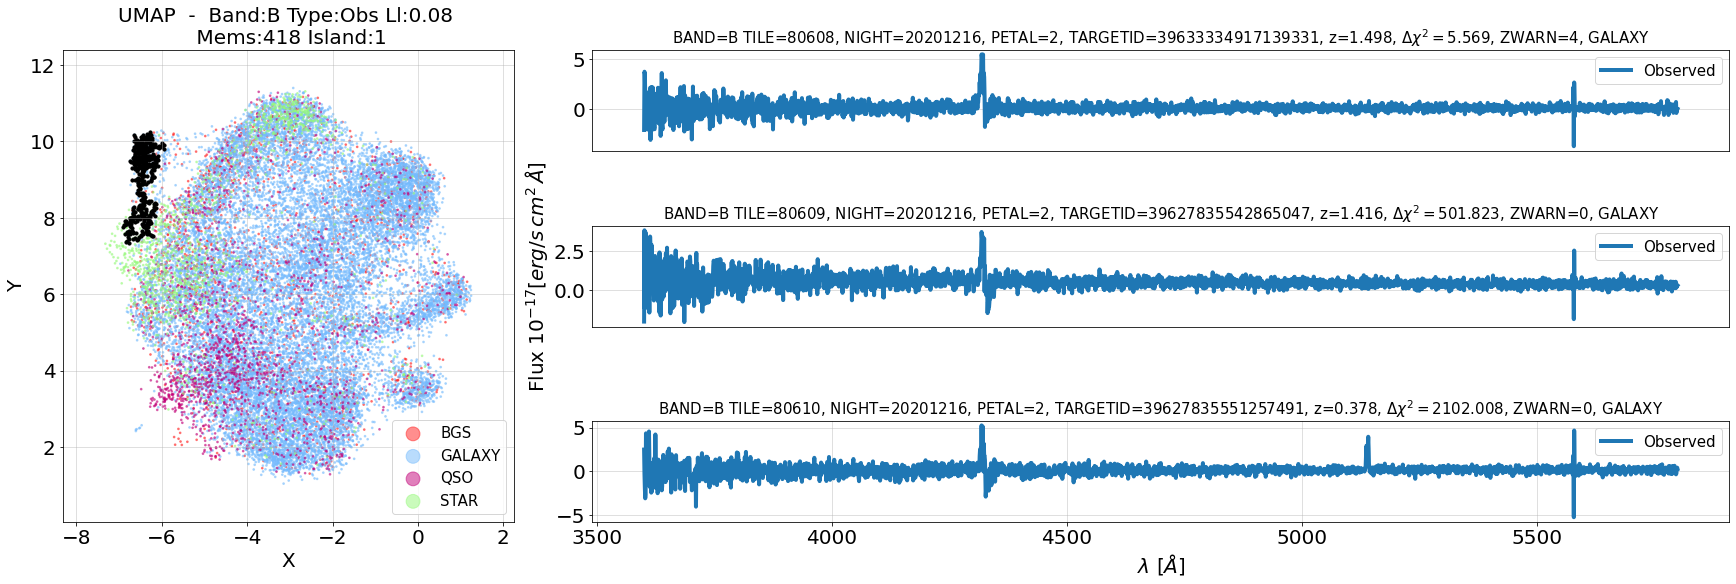 UMAP - Band:B Type:Obs Ll:0.08
Mems:418 Island:1
12
10
8
6
4
2
Y
−8
−6
−4
−2
0
2
X
BGS
GALAXY
QSO
STAR
Flux 10⁻¹⁷[erg/s cm² Å]
BAND=B TILE=80608, NIGHT=20201216, PETAL=2, TARGETID=39633334917139331, z=1.498, Δχ² = 5.569, ZWARN=4, GALAXY
5
0
Observed
BAND=B TILE=80609, NIGHT=20201216, PETAL=2, TARGETID=39627835542865047, z=1.416, Δχ² = 501.823, ZWARN=0, GALAXY
2.5
0.0
Observed
BAND=B TILE=80610, NIGHT=20201216, PETAL=2, TARGETID=39627835551257491, z=0.378, Δχ² = 2102.008, ZWARN=0, GALAXY
5
0
−5
Observed
3500
4000
4500
5000
5500
λ [Å]